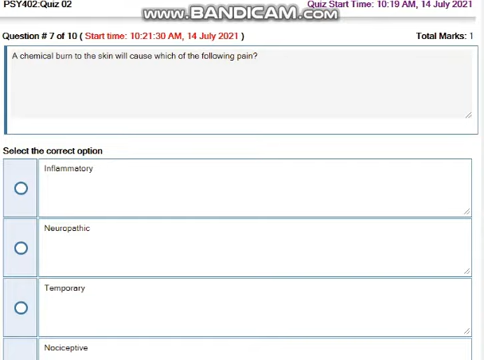 PSY402:Quiz 02
Quiz Start Time: 10:19 AM, 14 July 2021
WWW.BANDICAM.COM
Question # 7 of 10 ( Start time: 10:21:30 AM, 14 July 2021 )
Total Marks: 1
A chemical burn to the skin will cause which of the following pain?
Select the correct option
Inflammatory
Neuropathic
Temporary
Nociceptive